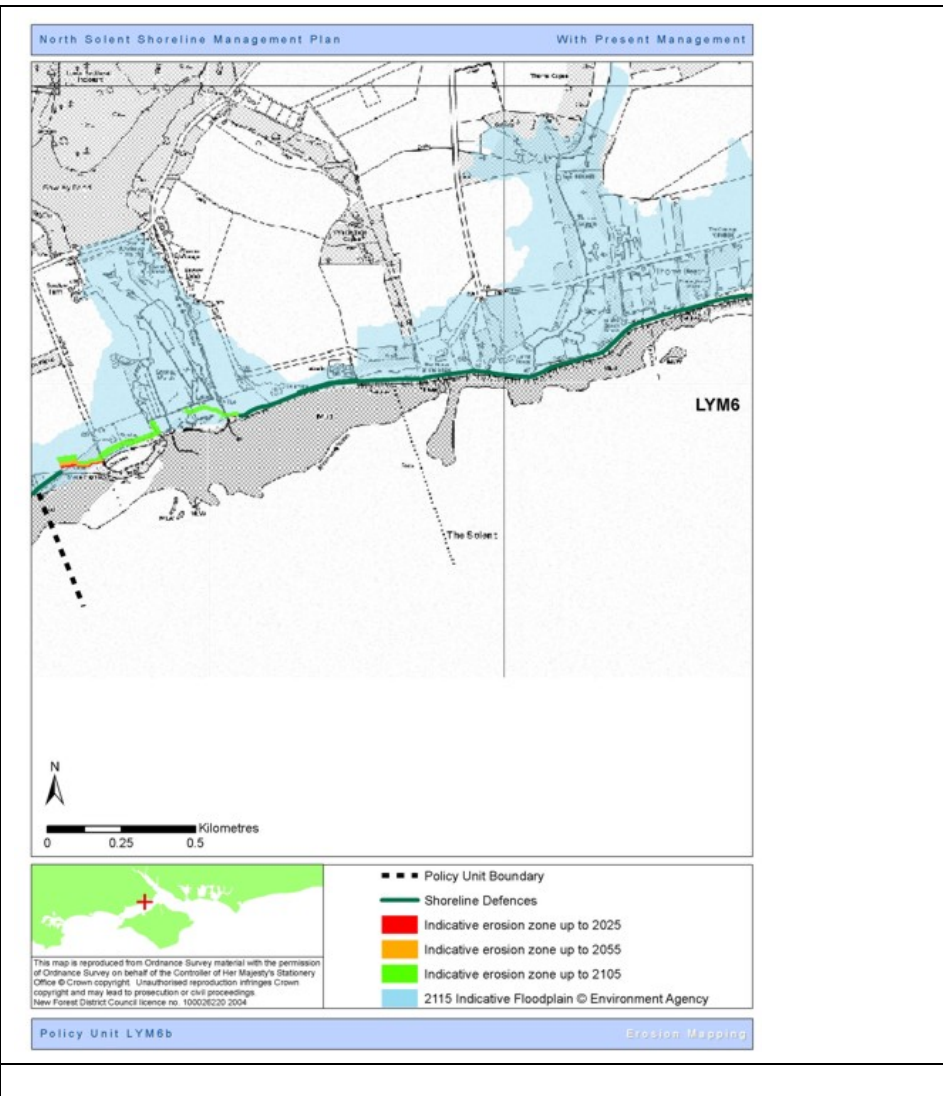 North Solent Shoreline Management Plan
With Present Management
LYM6
The Solent
N
Kilometres
0 0.25 0.5
Policy Unit Boundary
Shoreline Defences
Indicative erosion zone up to 2025
Indicative erosion zone up to 2055
Indicative erosion zone up to 2105
2115 Indicative Floodplain © Environment Agency
This map is reproduced from Ordnance Survey material with the permission
of Ordnance Survey on behalf of the Controller of Her Majesty's Stationery
Office © Crown copyright. Unauthorised reproduction infringes Crown
copyright and may lead to prosecution or civil proceedings.
New Forest District Council licence no. 100026220 2004
Policy Unit LYM6b
Erosion Mapping